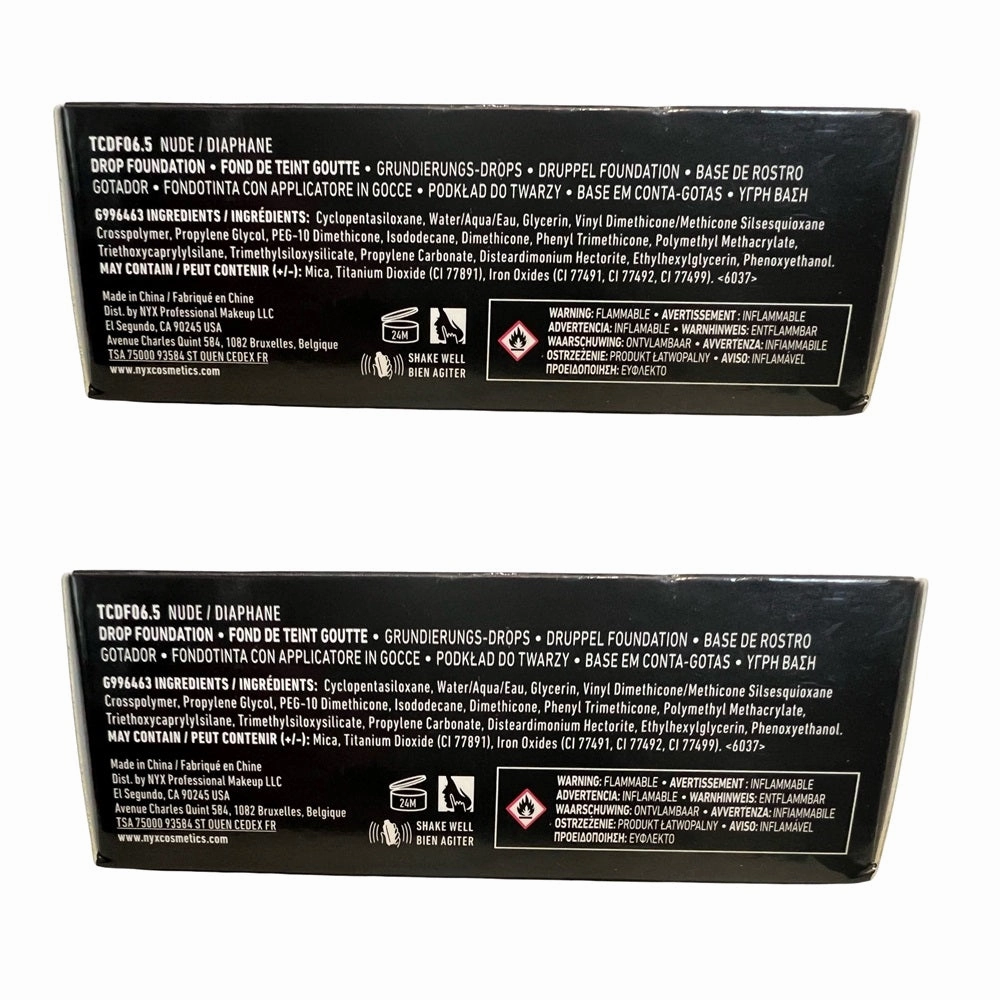 TCDF06.5 NUDE / DIAPHANE
DROP FOUNDATION • FOND DE TEINT GOUTTE • GRUNDIERUNGS-DROPS • DRUPPEL FOUNDATION • BASE DE ROSTRO
GOTADOR • FONDOTINTA CON APPLICATORE IN GOCCE • PODKŁAD DO TWARZY • BASE EM CONTA-GOTAS • ΥΓΡΗ ΒΑΣΗ
G996463 INGREDIENTS / INGRÉDIENTS: Cyclopentasiloxane, Water/Aqua/Eau, Glycerin, Vinyl Dimethicone/Methicone Silsesquioxane
Crosspolymer, Propylene Glycol, PEG-10 Dimethicone, Isododecane, Dimethicone, Phenyl Trimethicone, Polymethyl Methacrylate,
Triethoxycaprylylsilane, Trimethylsiloxysilicate, Propylene Carbonate, Disteardimonium Hectorite, Ethylhexylglycerin, Phenoxyethanol.
MAY CONTAIN / PEUT CONTENIR (+/-): Mica, Titanium Dioxide (CI 77891), Iron Oxides (CI 77491, CI 77492, CI 77499). <6037>
Made in China / Fabriqué en Chine
Dist. by NYX Professional Makeup LLC
El Segundo, CA 90245 USA
Avenue Charles Quint 584, 1082 Bruxelles, Belgique
TSA 75000 93584 ST OUEN CEDEX FR
www.nyxcosmetics.com
24M
SHAKE WELL
BIEN AGITER
WARNING: FLAMMABLE • AVERTISSEMENT : INFLAMMABLE
ADVERTENCIA: INFLAMABLE • WARNHINWEIS: ENTFLAMMBAR
WAARSCHUWING: ONTVLAMBAAR • AVVERTENZA: INFIAMMABILE
OSTRZEŻENIE: PRODUKT ŁATWOPALNY • AVISO: INFLAMÁVEL
ΠΡΟΕΙΔΟΠΟΙΗΣΗ: ΕΥΦΛΕΚΤΟ
TCDF06.5 NUDE / DIAPHANE
DROP FOUNDATION • FOND DE TEINT GOUTTE • GRUNDIERUNGS-DROPS • DRUPPEL FOUNDATION • BASE DE ROSTRO
GOTADOR • FONDOTINTA CON APPLICATORE IN GOCCE • PODKŁAD DO TWARZY • BASE EM CONTA-GOTAS • ΥΓΡΗ ΒΑΣΗ
G996463 INGREDIENTS / INGRÉDIENTS: Cyclopentasiloxane, Water/Aqua/Eau, Glycerin, Vinyl Dimethicone/Methicone Silsesquioxane
Crosspolymer, Propylene Glycol, PEG-10 Dimethicone, Isododecane, Dimethicone, Phenyl Trimethicone, Polymethyl Methacrylate,
Triethoxycaprylylsilane, Trimethylsiloxysilicate, Propylene Carbonate, Disteardimonium Hectorite, Ethylhexylglycerin, Phenoxyethanol.
MAY CONTAIN / PEUT CONTENIR (+/-): Mica, Titanium Dioxide (CI 77891), Iron Oxides (CI 77491, CI 77492, CI 77499). <6037>
Made in China / Fabriqué en Chine
Dist. by NYX Professional Makeup LLC
El Segundo, CA 90245 USA
Avenue Charles Quint 584, 1082 Bruxelles, Belgique
TSA 75000 93584 ST OUEN CEDEX FR
www.nyxcosmetics.com
24M
SHAKE WELL
BIEN AGITER
WARNING: FLAMMABLE • AVERTISSEMENT : INFLAMMABLE
ADVERTENCIA: INFLAMABLE • WARNHINWEIS: ENTFLAMMBAR
WAARSCHUWING: ONTVLAMBAAR • AVVERTENZA: INFIAMMABILE
OSTRZEŻENIE: PRODUKT ŁATWOPALNY • AVISO: INFLAMÁVEL
ΠΡΟΕΙΔΟΠΟΙΗΣΗ: ΕΥΦΛΕΚΤΟ